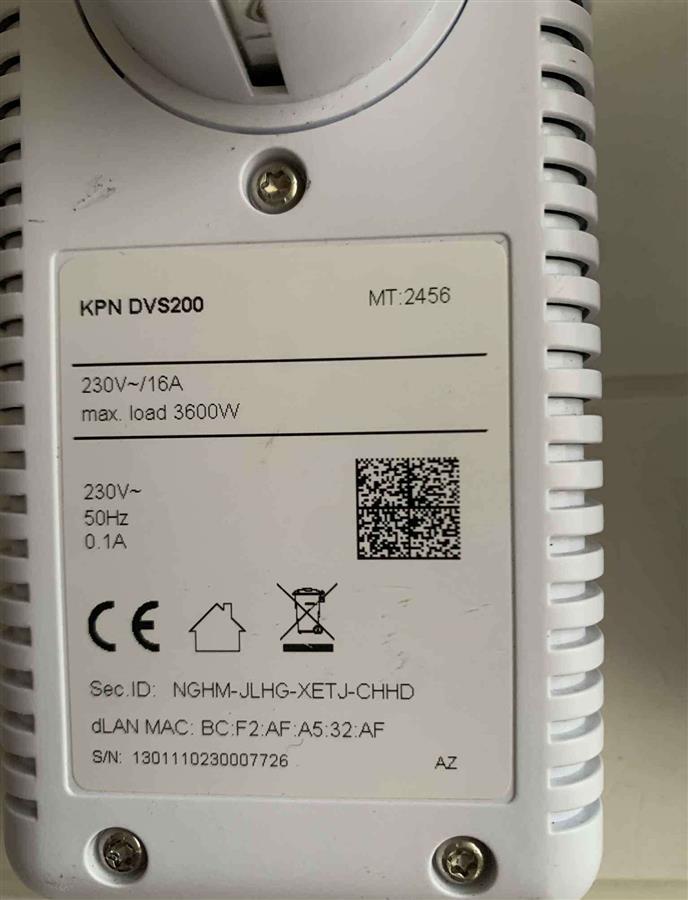 KPN DVS200 MT:2456
230V~/16A
max. load 3600W
230V~
50Hz
0.1A
CE
Sec.ID: NGHM-JLHG-XETJ-CHHD
dLAN MAC: BC:F2:AF:A5:32:AF
S/N: 1301110230007726 AZ